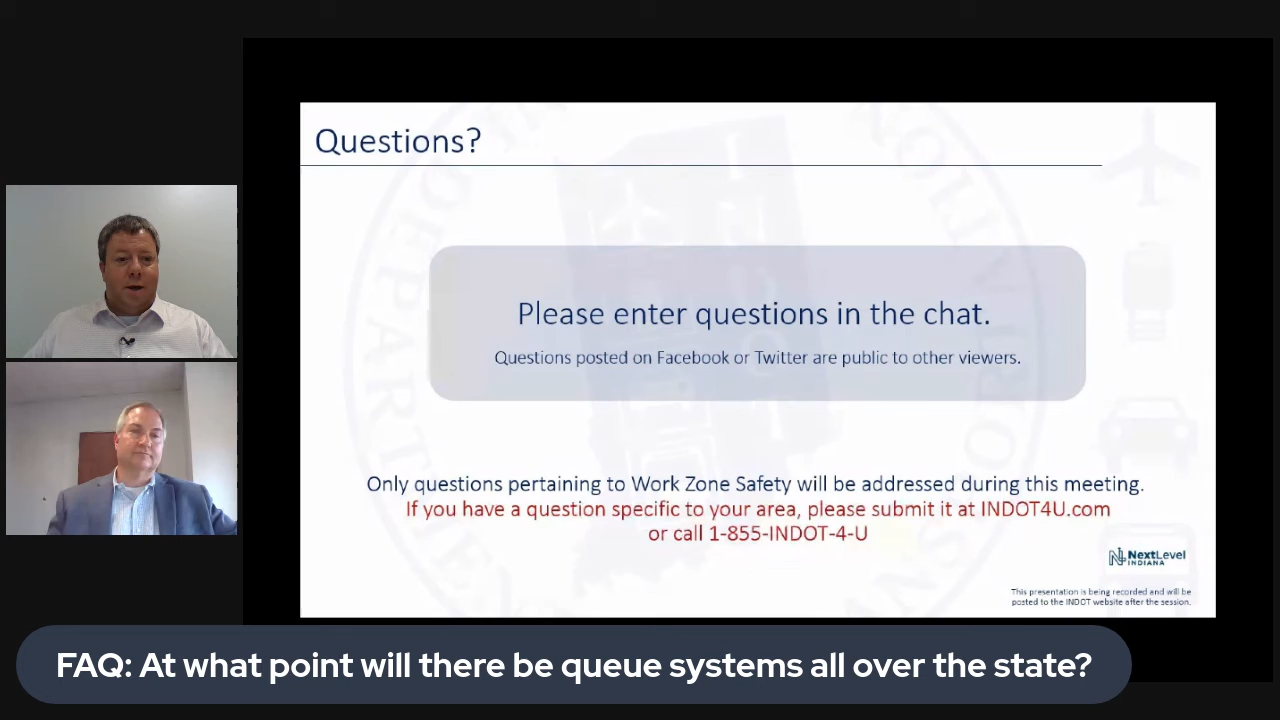 Questions?
Please enter questions in the chat.
Questions posted on Facebook or Twitter are public to other viewers.
Only questions pertaining to Work Zone Safety will be addressed during this meeting.
If you have a question specific to your area, please submit it at INDOT4U.com
or call 1-855-INDOT-4-U
NextLevel
INDIANA
This presentation is being recorded and will be
posted to the INDOT website after the session.
FAQ: At what point will there be queue systems all over the state?